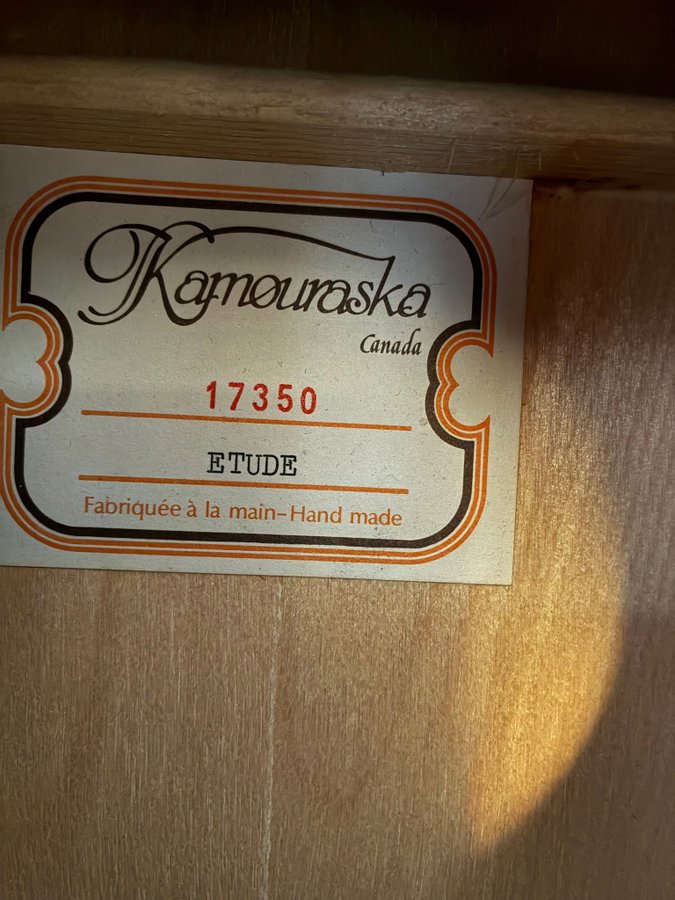 Kamouraska
Canada
17350
ETUDE
Fabriquée à la main-Hand made